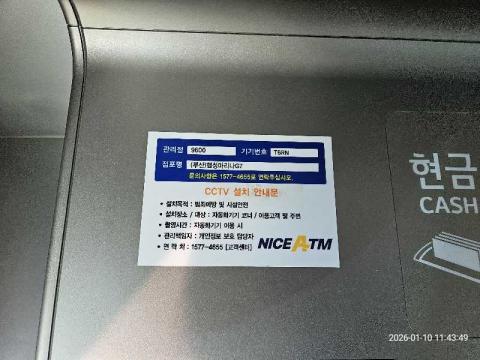 관리점 9600 기기번호 T6RN
점포명 (부산)행성마리나G7
문의사항은 1577-4655로 연락주십시오.
CCTV 설치 안내문
• 설치목적 : 범죄예방 및 시설안전
• 설치장소 / 대상 : 자동화기기 코너 / 이용고객 및 주변
• 촬영시간 : 자동화기기 이용 시
• 관리책임자 : 개인정보 보호 담당자
• 연 락 처 : 1577-4655 [고객센터]
NICE ATM
현금
CASH
2026-01-10 11:43:49